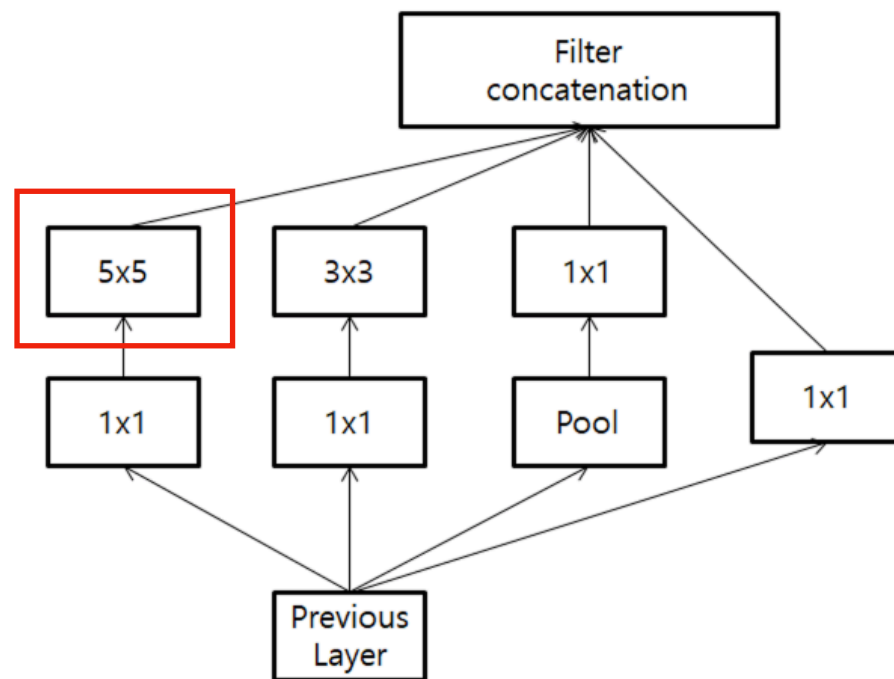 Filter
concatenation
5x5
3x3
1x1
1x1
1x1
Pool
1x1
Previous
Layer